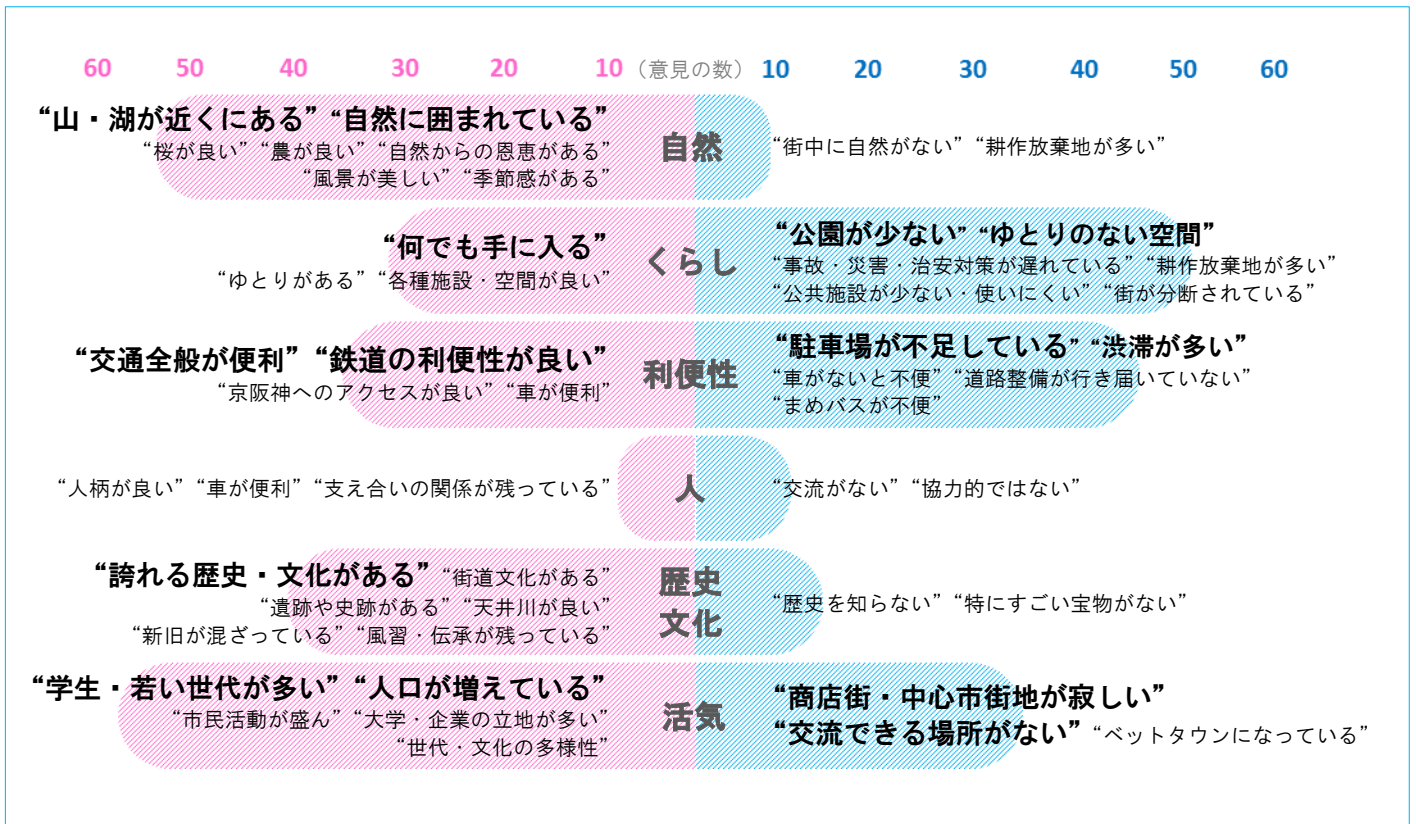 60 50 40 30 20 10 （意見の数） 10 20 30 40 50 60
“山・湖が近くにある” “自然に囲まれている”
“桜が良い” “農が良い” “自然からの恩恵がある”
“風景が美しい” “季節感がある”
自然
“街中に自然がない” “耕作放棄地が多い”
“何でも手に入る”
“ゆとりがある” “各種施設・空間が良い”
くらし
“公園が少ない” “ゆとりのない空間”
“事故・災害・治安対策が遅れている” “耕作放棄地が多い”
“公共施設が少ない・使いにくい” “街が分断されている”
“交通全般が便利” “鉄道の利便性が良い”
“京阪神へのアクセスが良い” “車が便利”
利便性
“駐車場が不足している” “渋滞が多い”
“車がないと不便” “道路整備が行き届いていない”
“まめバスが不便”
“人柄が良い” “車が便利” “支え合いの関係が残っている”
人
“交流がない” “協力的ではない”
“誇れる歴史・文化がある” “街道文化がある”
“遺跡や史跡がある” “天井川が良い”
“新旧が混ざっている” “風習・伝承が残っている”
歴史
文化
“歴史を知らない” “特にすごい宝物がない”
“学生・若い世代が多い” “人口が増えている”
“市民活動が盛ん” “大学・企業の立地が多い”
“世代・文化の多様性”
活気
“商店街・中心市街地が寂しい”
“交流できる場所がない” “ベットタウンになっている”